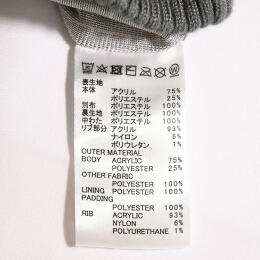 表生地
本体 アクリル 75%
ポリエステル 25%
別布 ポリエステル 100%
裏生地 ポリエステル 100%
中わた ポリエステル 100%
リブ部分 アクリル 93%
ナイロン 6%
ポリウレタン 1%
OUTER MATERIAL
BODY ACRYLIC 75%
POLYESTER 25%
OTHER FABRIC
POLYESTER 100%
LINING POLYESTER 100%
PADDING
POLYESTER 100%
RIB ACRYLIC 93%
NYLON 6%
POLYURETHANE 1%